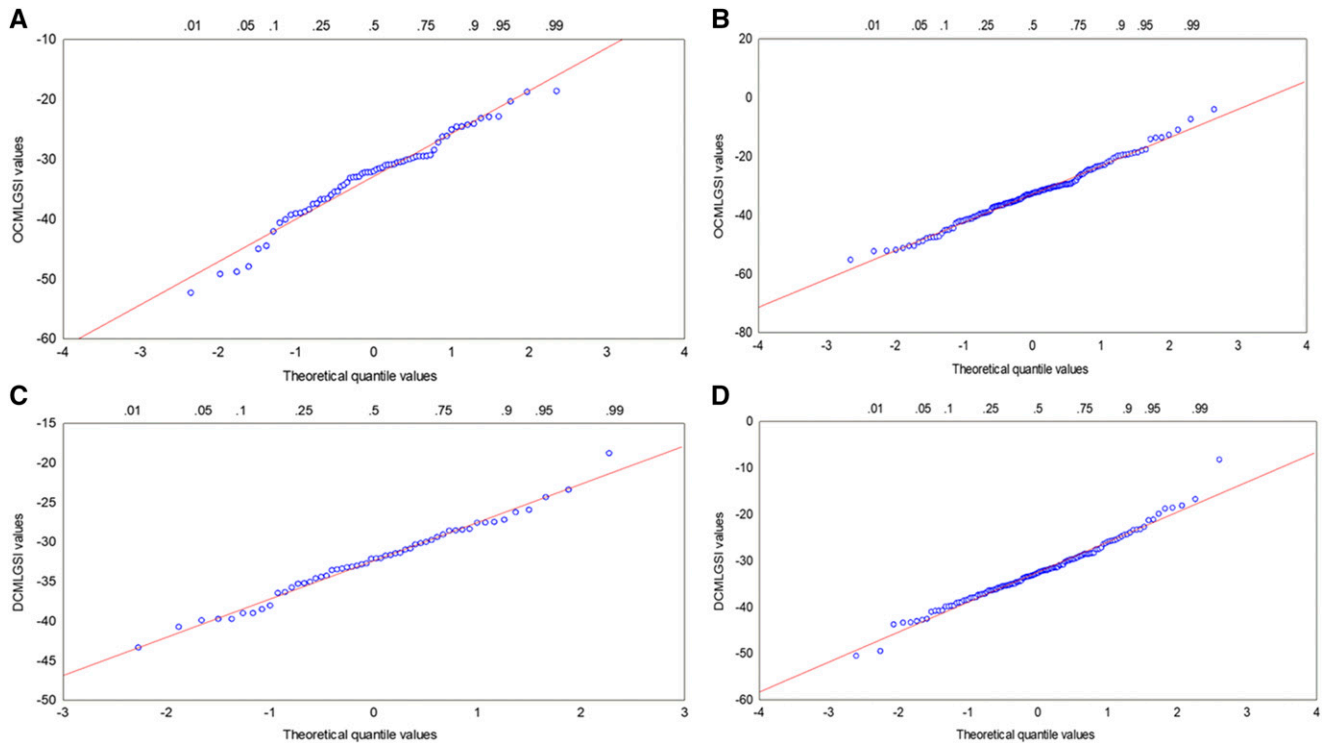 A
.01 .05 .1 .25 .5 .75 .9 .95 .99
-10
-20
-30
-40
-50
-60
OCMLGSI values
-4 -3 -2 -1 0 1 2 3 4
Theoretical quantile values
B
.01 .05 .1 .25 .5 .75 .9 .95 .99
20
0
-20
-40
-60
-80
OCMLGSI values
-4 -3 -2 -1 0 1 2 3 4
Theoretical quantile values
C
.01 .05 .1 .25 .5 .75 .9 .95 .99
-15
-20
-25
-30
-35
-40
-45
-50
DCMLGSI values
-3 -2 -1 0 1 2 3
Theoretical quantile values
D
.01 .05 .1 .25 .5 .75 .9 .95 .99
0
-10
-20
-30
-40
-50
-60
DCMLGSI values
-4 -3 -2 -1 0 1 2 3 4
Theoretical quantile values